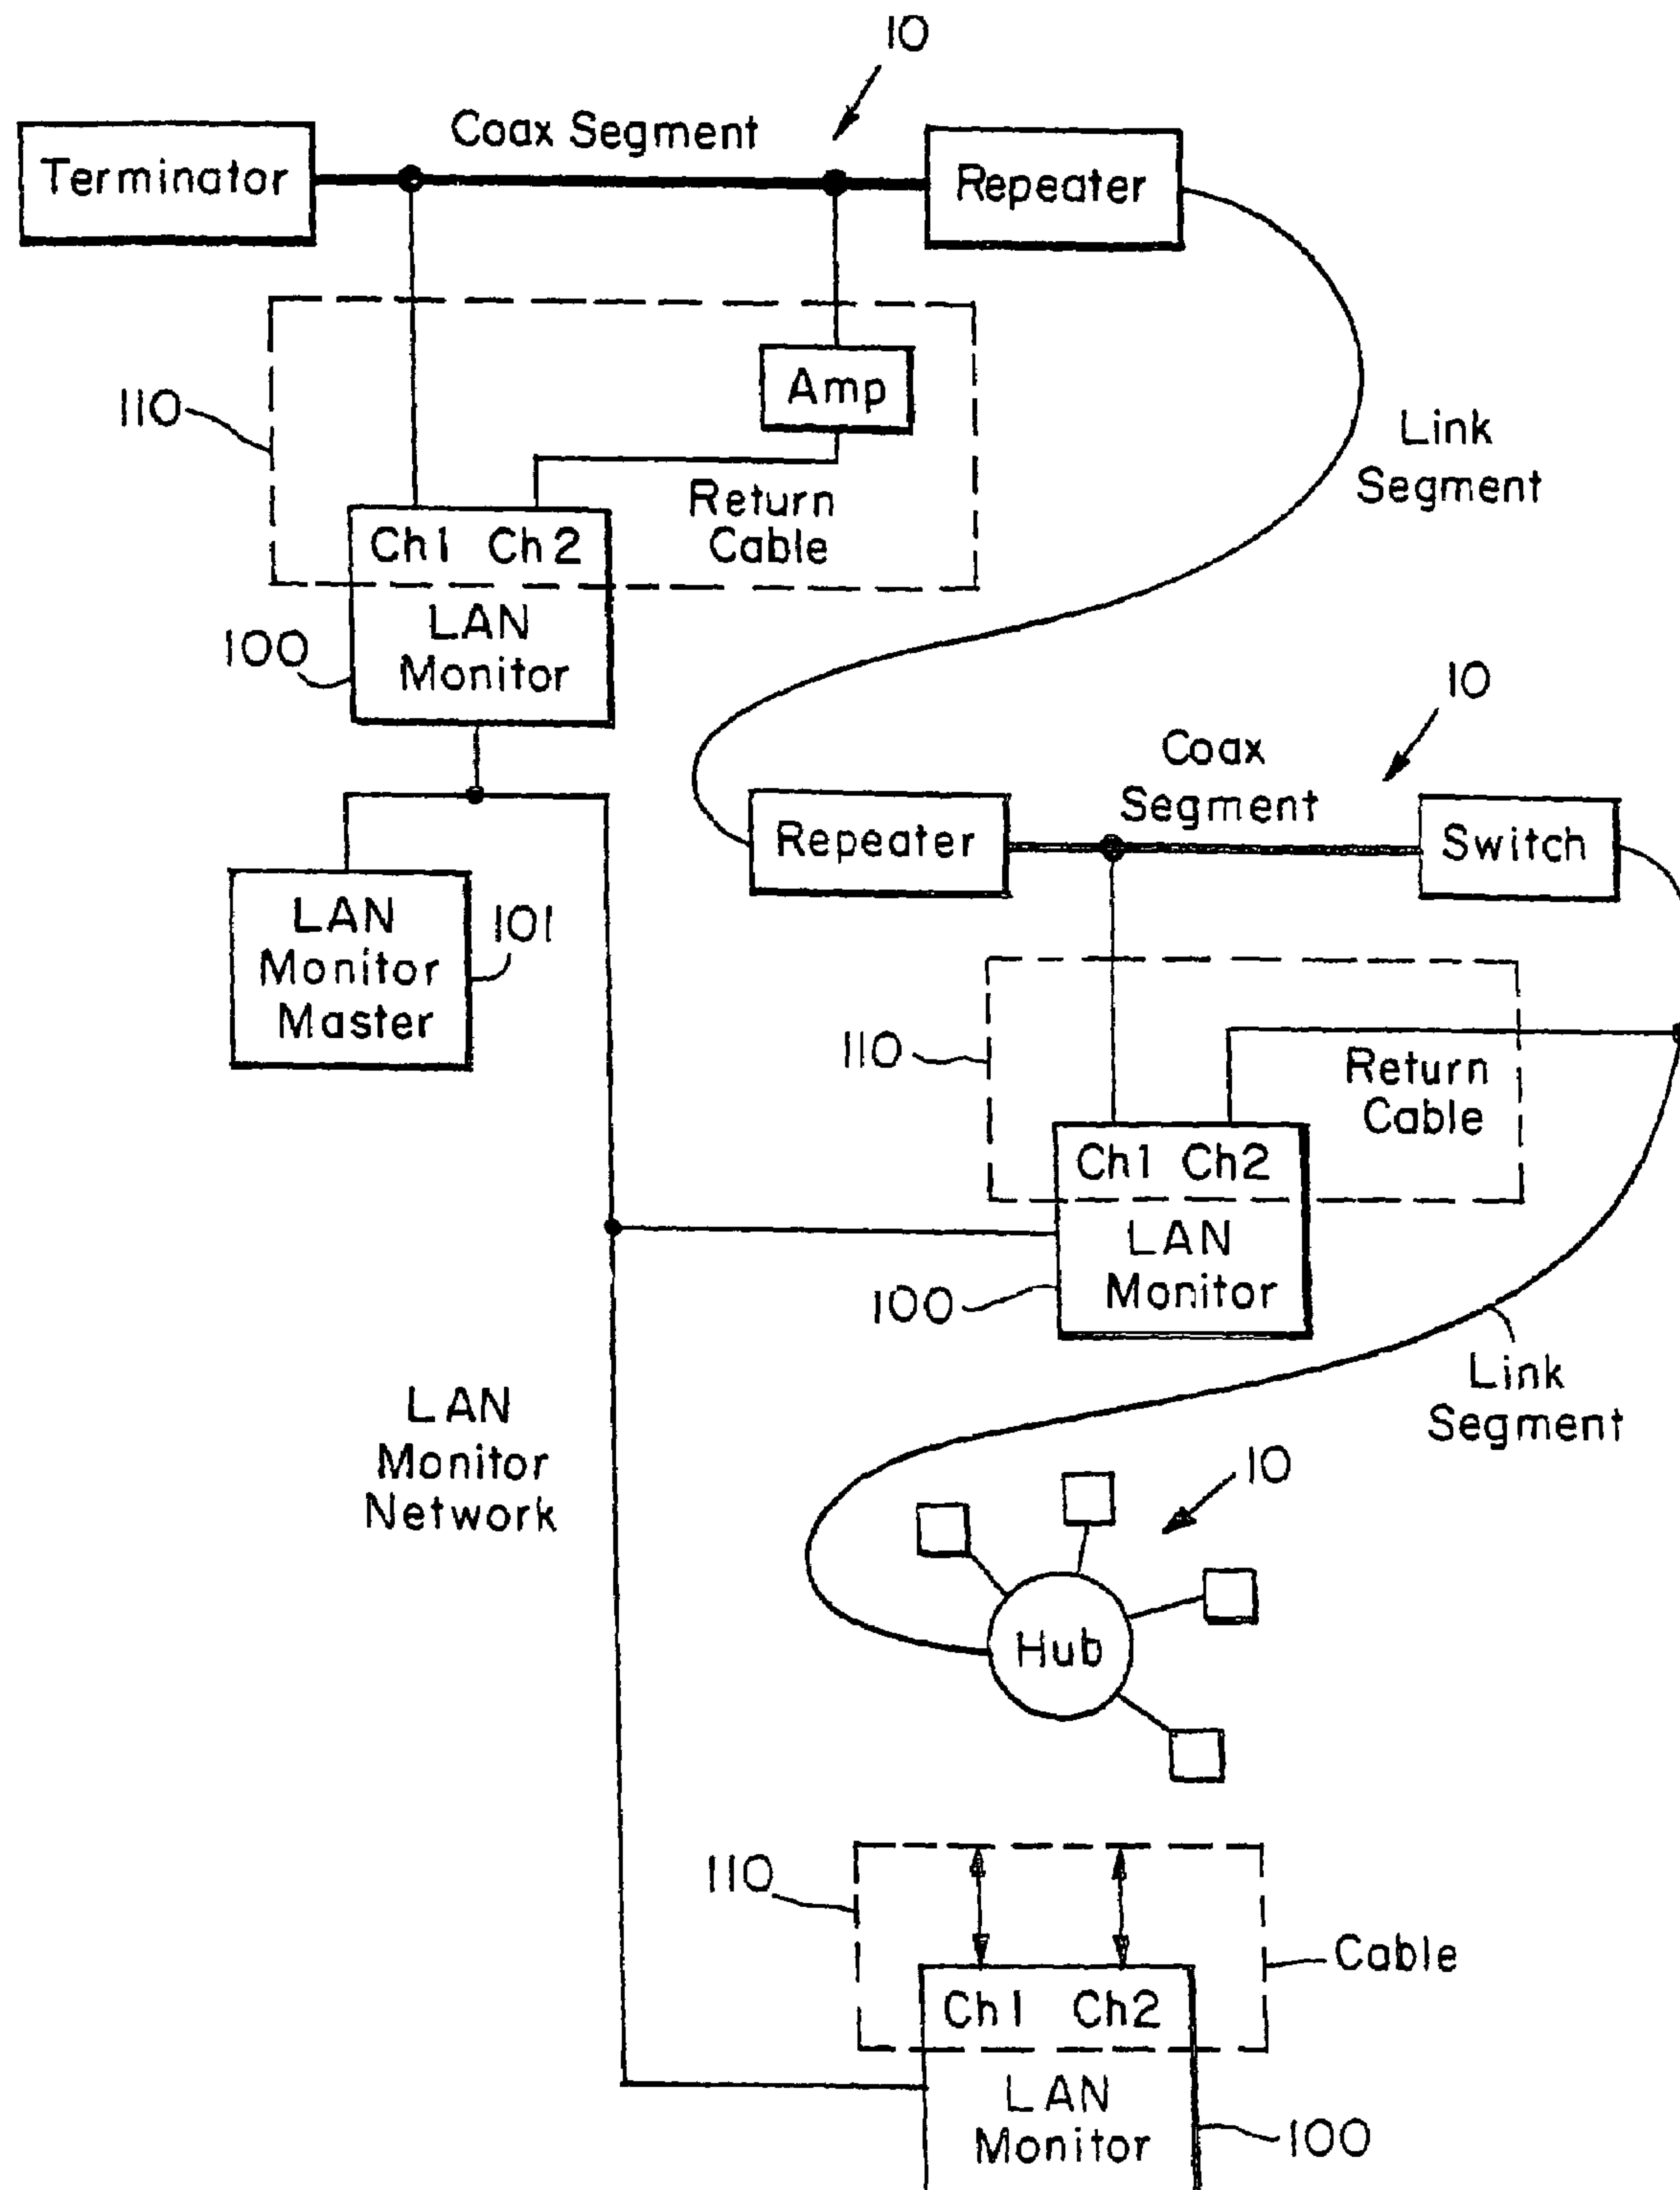 10
Coax Segment
Terminator
Repeater
Amp
110
Link
Segment
Return
Cable
Ch1 Ch2
LAN
Monitor
100
10
Coax
Segment
Repeater
Switch
LAN
Monitor
Master
101
110
Return
Cable
Ch1 Ch2
LAN
Monitor
100
Link
Segment
LAN
Monitor
Network
10
Hub
110
Cable
Ch1 Ch2
LAN
Monitor
100